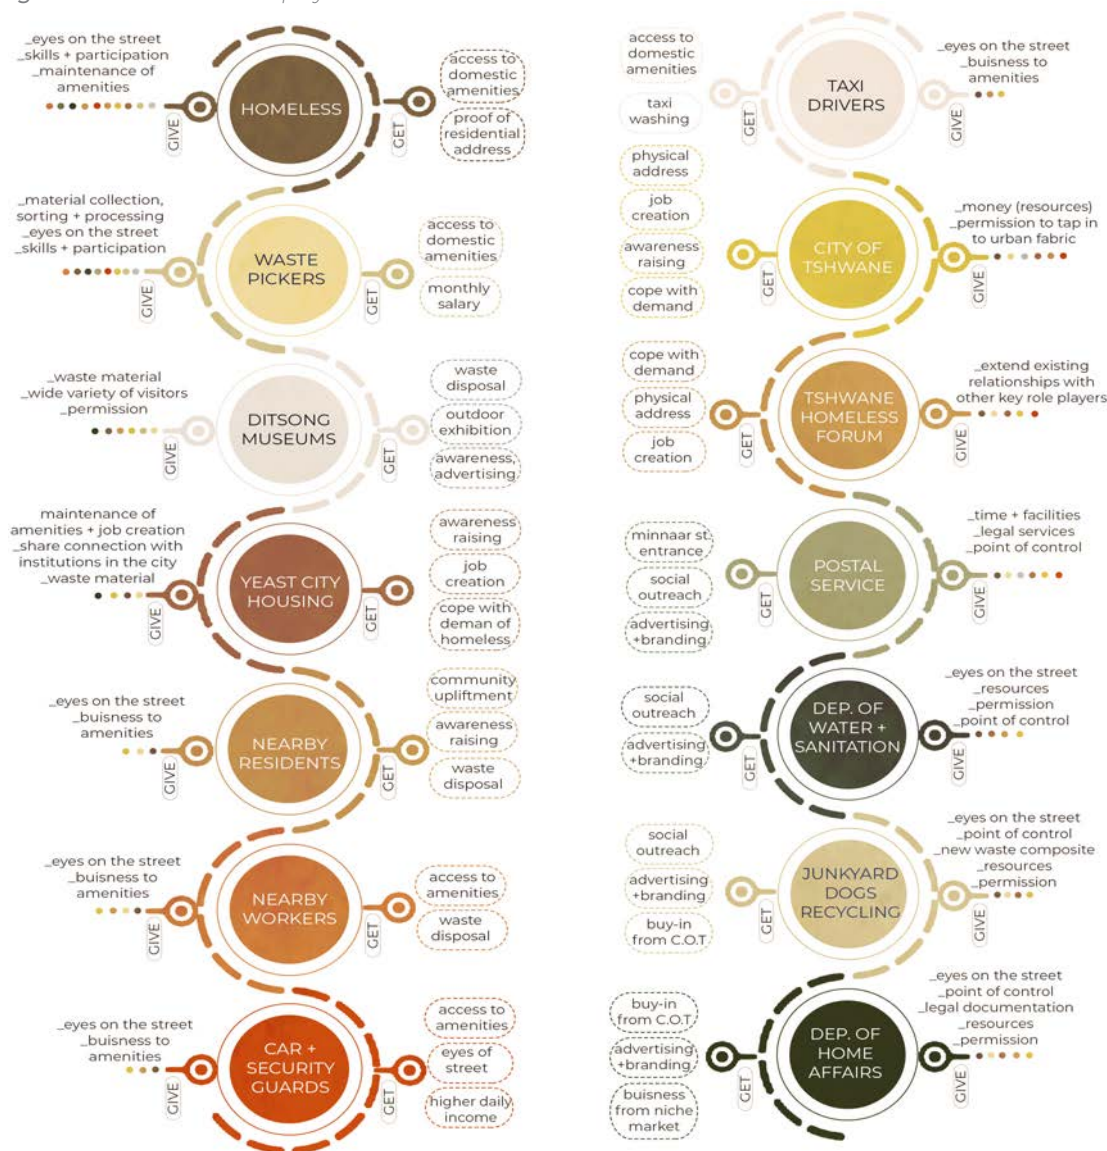 _eyes on the street
_skills + participation
_maintenance of
amenities
GIVE
HOMELESS
GET
access to
domestic
amenities
proof of
residential
address
_material collection,
sorting + processing
_eyes on the street
_skills + participation
GIVE
WASTE
PICKERS
GET
access to
domestic
amenities
monthly
salary
_waste material
_wide variety of visitors
_permission
GIVE
DITSONG
MUSEUMS
GET
waste
disposal
outdoor
exhibition
awareness,
advertising
maintenance of
amenities + job creation
_share connection with
institutions in the city
_waste material
GIVE
YEAST CITY
HOUSING
GET
awareness
raising
job
creation
cope with
deman of
homeless
_eyes on the street
_buisness to
amenities
GIVE
NEARBY
RESIDENTS
GET
community
upliftment
awareness
raising
waste
disposal
_eyes on the street
_buisness to
amenities
GIVE
NEARBY
WORKERS
GET
access to
amenities
waste
disposal
_eyes on the street
_buisness to
amenities
GIVE
CAR +
SECURITY
GUARDS
GET
access to
amenities
eyes of
street
higher daily
income
access to
domestic
amenities
taxi
washing
GET
TAXI
DRIVERS
GIVE
_eyes on the street
_buisness to
amenities
physical
address
job
creation
awareness
raising
cope with
demand
GET
CITY OF
TSHWANE
GIVE
_money (resources)
_permission to tap in
to urban fabric
cope with
demand
physical
address
job
creation
GET
TSHWANE
HOMELESS
FORUM
GIVE
_extend existing
relationships with
other key role players
minnaar st.
entrance
social
outreach
advertising
+branding
GET
POSTAL
SERVICE
GIVE
_time + facilities
_legal services
_point of control
social
outreach
advertising
+branding
GET
DEP. OF
WATER +
SANITATION
GIVE
_eyes on the street
_resources
_permission
_point of control
social
outreach
advertising
+branding
buy-in
from C.O.T
GET
JUNKYARD
DOGS
RECYCLING
GIVE
_eyes on the street
_point of control
_new waste composite
_resources
_permission
buy-in
from C.O.T
advertising
+branding
buisness
from niche
market
GET
DEP. OF
HOME
AFFAIRS
GIVE
_eyes on the street
_point of control
_legal documentation
_resources
_permission